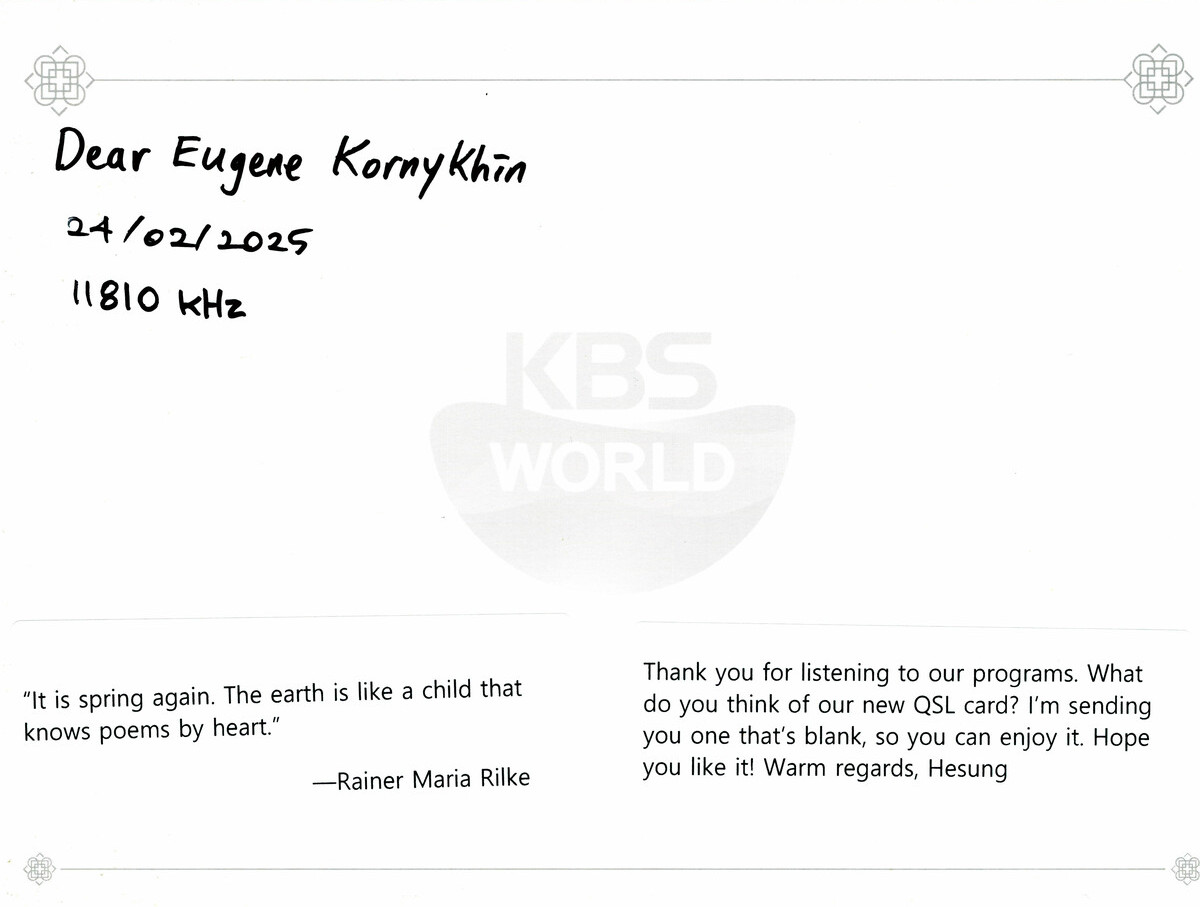 Dear Eugene Kornykhin
24/02/2025
11810 kHz
KBS
WORLD
“It is spring again. The earth is like a child that
knows poems by heart.”
—Rainer Maria Rilke
Thank you for listening to our programs. What
do you think of our new QSL card? I’m sending
you one that’s blank, so you can enjoy it. Hope
you like it! Warm regards, Hesung